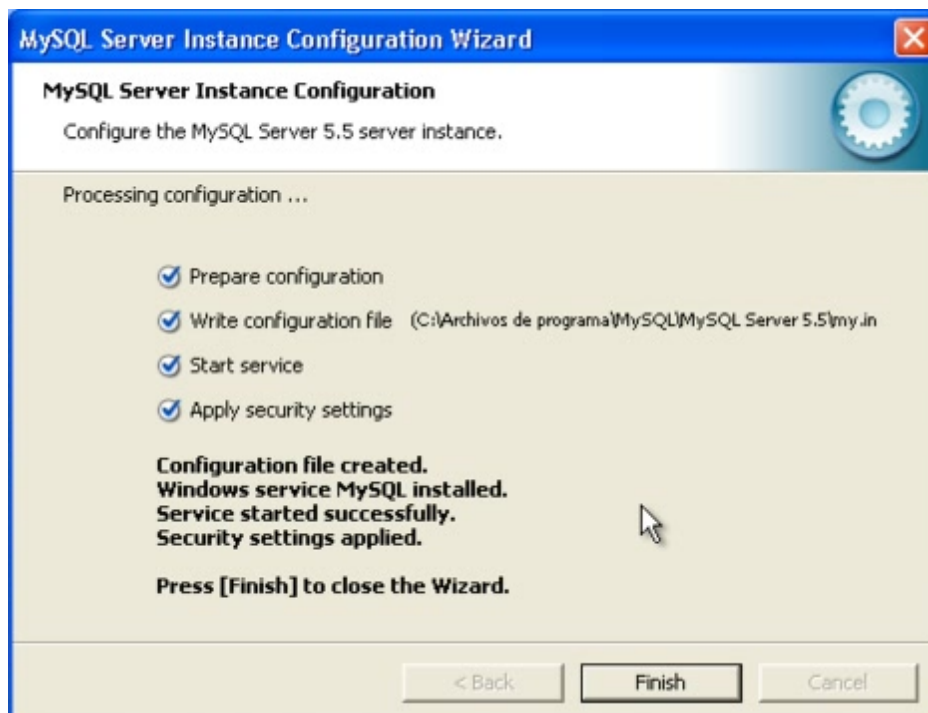 MySQL Server Instance Configuration Wizard
MySQL Server Instance Configuration
Configure the MySQL Server 5.5 server instance.
Processing configuration ...
Prepare configuration
Write configuration file (C:\Archivos de programa\MySQL\MySQL Server 5.5\my.in
Start service
Apply security settings
Configuration file created.
Windows service MySQL installed.
Service started successfully.
Security settings applied.
Press [Finish] to close the Wizard.
< Back Finish Cancel